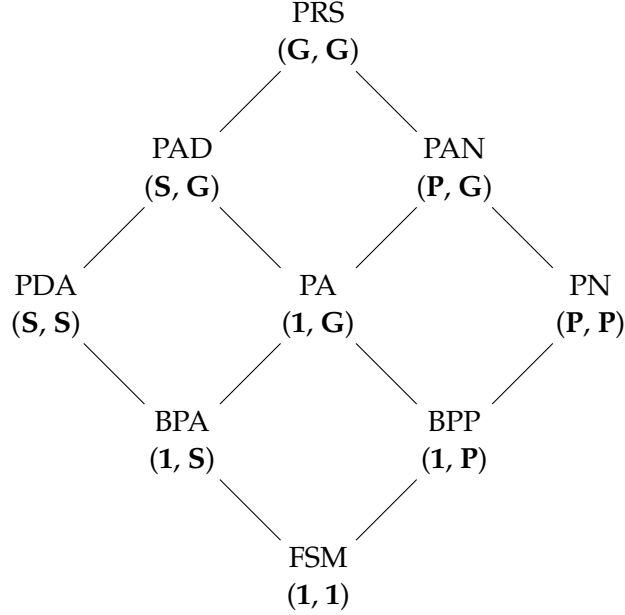 PRS
(G, G)
PAD PAN
(S, G) (P, G)
PDA PA PN
(S, S) (1, G) (P, P)
BPA BPP
(1, S) (1, P)
FSM
(1, 1)